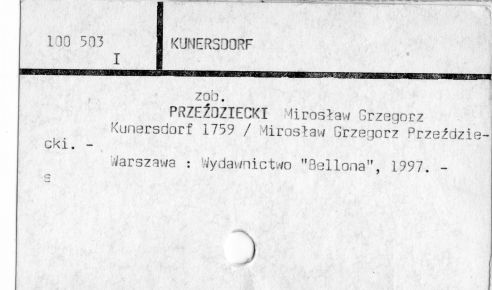 100 503
I
KUNERSDORF
zob.
PRZEŹDZIECKI Mirosław Grzegorz
Kunersdorf 1759 / Mirosław Grzegorz Przeździe-
cki. -
Warszawa : Wydawnictwo "Bellona", 1997. -
s